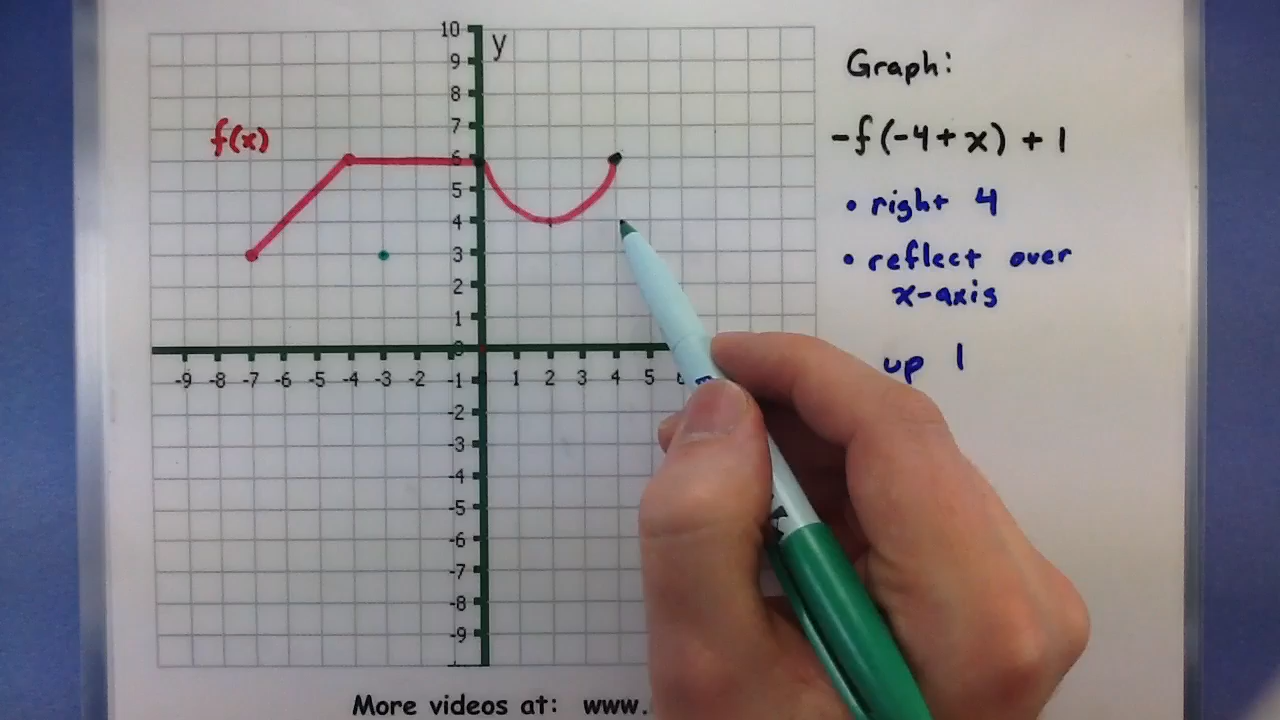 10
y
9
8
7
6
5
4
3
2
1
0
-9 -8 -7 -6 -5 -4 -3 -2 -1 1 2 3 4 5
-2
-3
-4
-5
-6
-7
-8
-9
f(x)
Graph:
-f(-4+x)+1
• right 4
• reflect over
x-axis
up 1
More videos at: www.